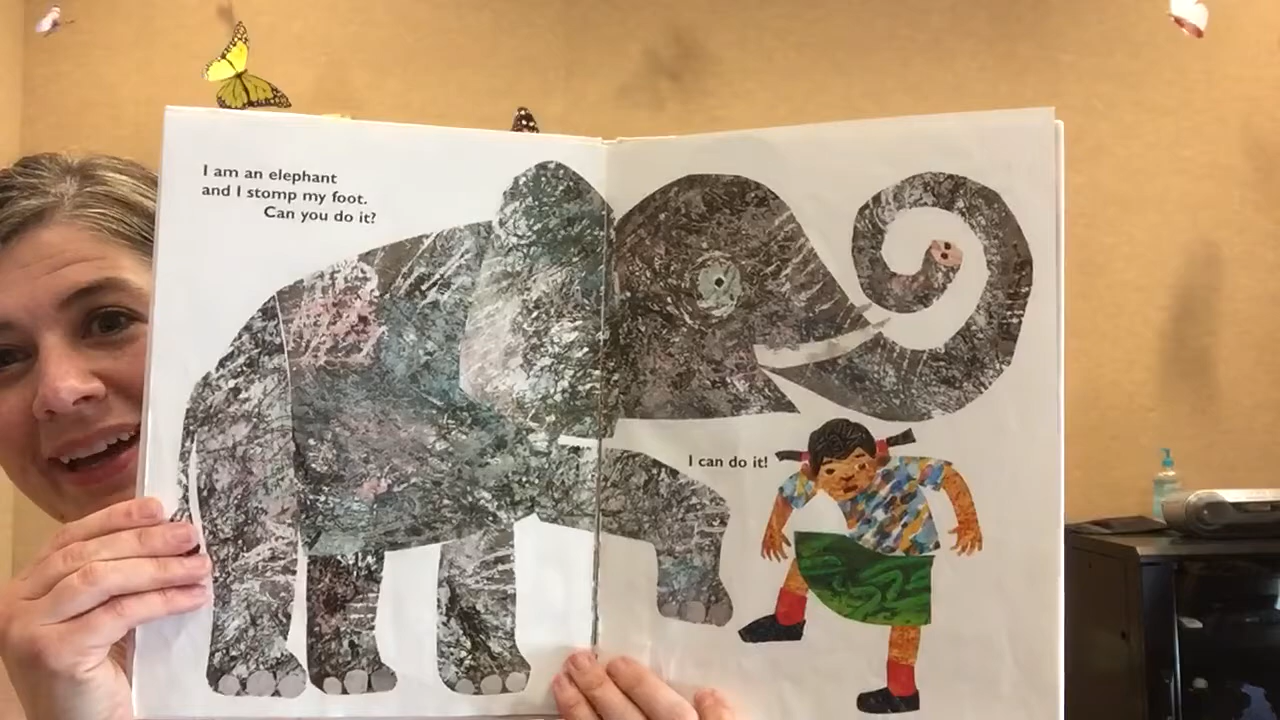 I am an elephant
and I stomp my foot.
Can you do it?
I can do it!